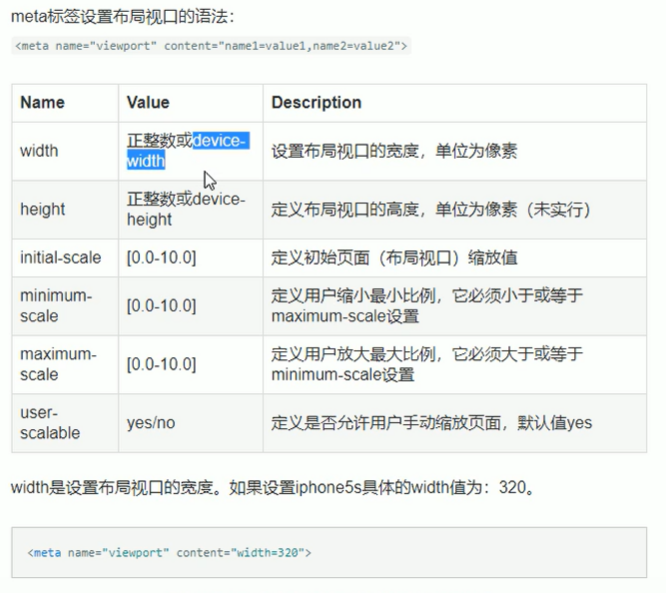 meta标签设置布局视口的语法：
<meta name="viewport" content="name1=value1,name2=value2">
Name Value Description
width 正整数或device-width 设置布局视口的宽度，单位为像素
height 正整数或device-height 定义布局视口的高度，单位为像素（未实行）
initial-scale [0.0-10.0] 定义初始页面（布局视口）缩放值
minimum-scale [0.0-10.0] 定义用户缩小最小比例，它必须小于或等于maximum-scale设置
maximum-scale [0.0-10.0] 定义用户放大最大比例，它必须大于或等于minimum-scale设置
user-scalable yes/no 定义是否允许用户手动缩放页面，默认值yes
width是设置布局视口的宽度。如果设置iphone5s具体的width值为：320。
<meta name="viewport" content="width=320">